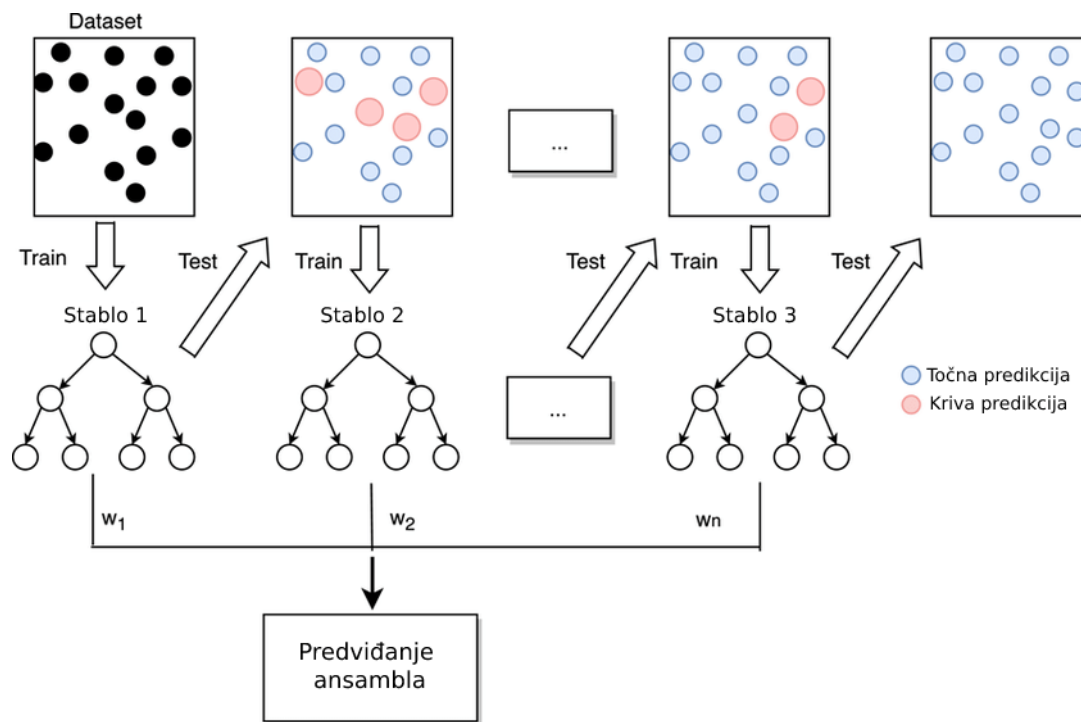 Dataset
...
Train
Test
Train
Test
Train
Test
Stablo 1
Stablo 2
Stablo 3
...
Točna predikcija
Kriva predikcija
w1
w2
wn
Predviđanje
ansambla